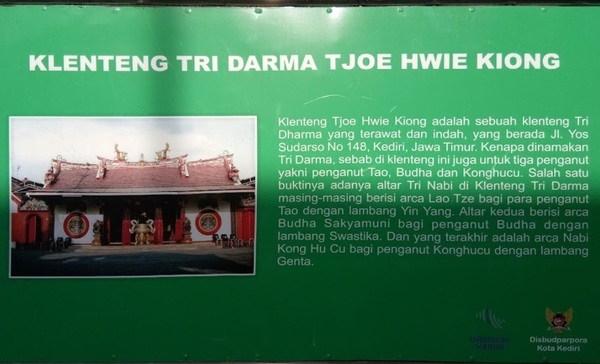 KLENTENG TRI DARMA TJOE HWIE KIONG
Klenteng Tjoe Hwie Kiong adalah sebuah klenteng Tri
Dharma yang terawat dan indah, yang berada Jl. Yos
Sudarso No 148, Kediri, Jawa Timur. Kenapa dinamakan
Tri Darma, sebab di klenteng ini juga untuk tiga penganut
yakni penganut Tao, Budha dan Konghucu. Salah satu
buktinya adanya altar Tri Nabi di Klenteng Tri Darma
masing-masing berisi arca Lao Tze bagi para penganut
Tao dengan lambang Yin Yang. Altar kedua berisi arca
Budha Sakyamuni bagi penganut Budha dengan
lambang Swastika. Dan yang terakhir adalah arca Nabi
Kong Hu Cu bagi penganut Konghucu dengan lambang
Genta.
Disbudparpora
Kota Kediri